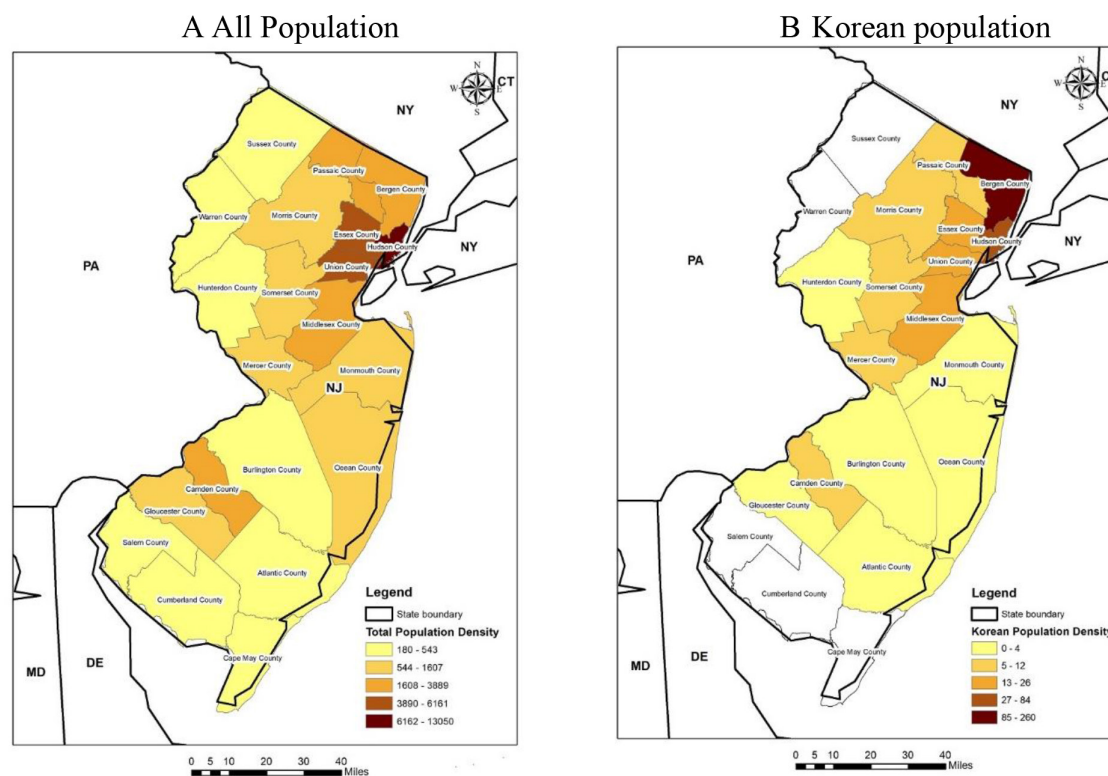 A All Population
N
W E
S
CT
NY
PA
Sussex County
Passaic County
Bergen County
Warren County
Morris County
Essex County
Hudson County
NY
Union County
Hunterdon County
Somerset County
Middlesex County
Mercer County
Monmouth County
NJ
Burlington County
Ocean County
Camden County
Gloucester County
Salem County
Atlantic County
Cumberland County
Cape May County
MD
DE
Legend
State boundary
Total Population Density
180 - 543
544 - 1607
1608 - 3889
3890 - 6161
6162 - 13050
0 5 10 20 30 40
Miles
B Korean population
N
W E
S
C
NY
PA
Sussex County
Passaic County
Bergen County
Warren County
Morris County
Essex County
Hudson County
NY
Union County
Hunterdon County
Somerset County
Middlesex County
Mercer County
Monmouth County
NJ
Burlington County
Ocean County
Camden County
Gloucester County
Salem County
Atlantic County
Cumberland County
Cape May County
MD
DE
Legend
State boundary
Korean Population Density
0 - 4
5 - 12
13 - 26
27 - 84
85 - 260
0 5 10 20 30 40
Miles